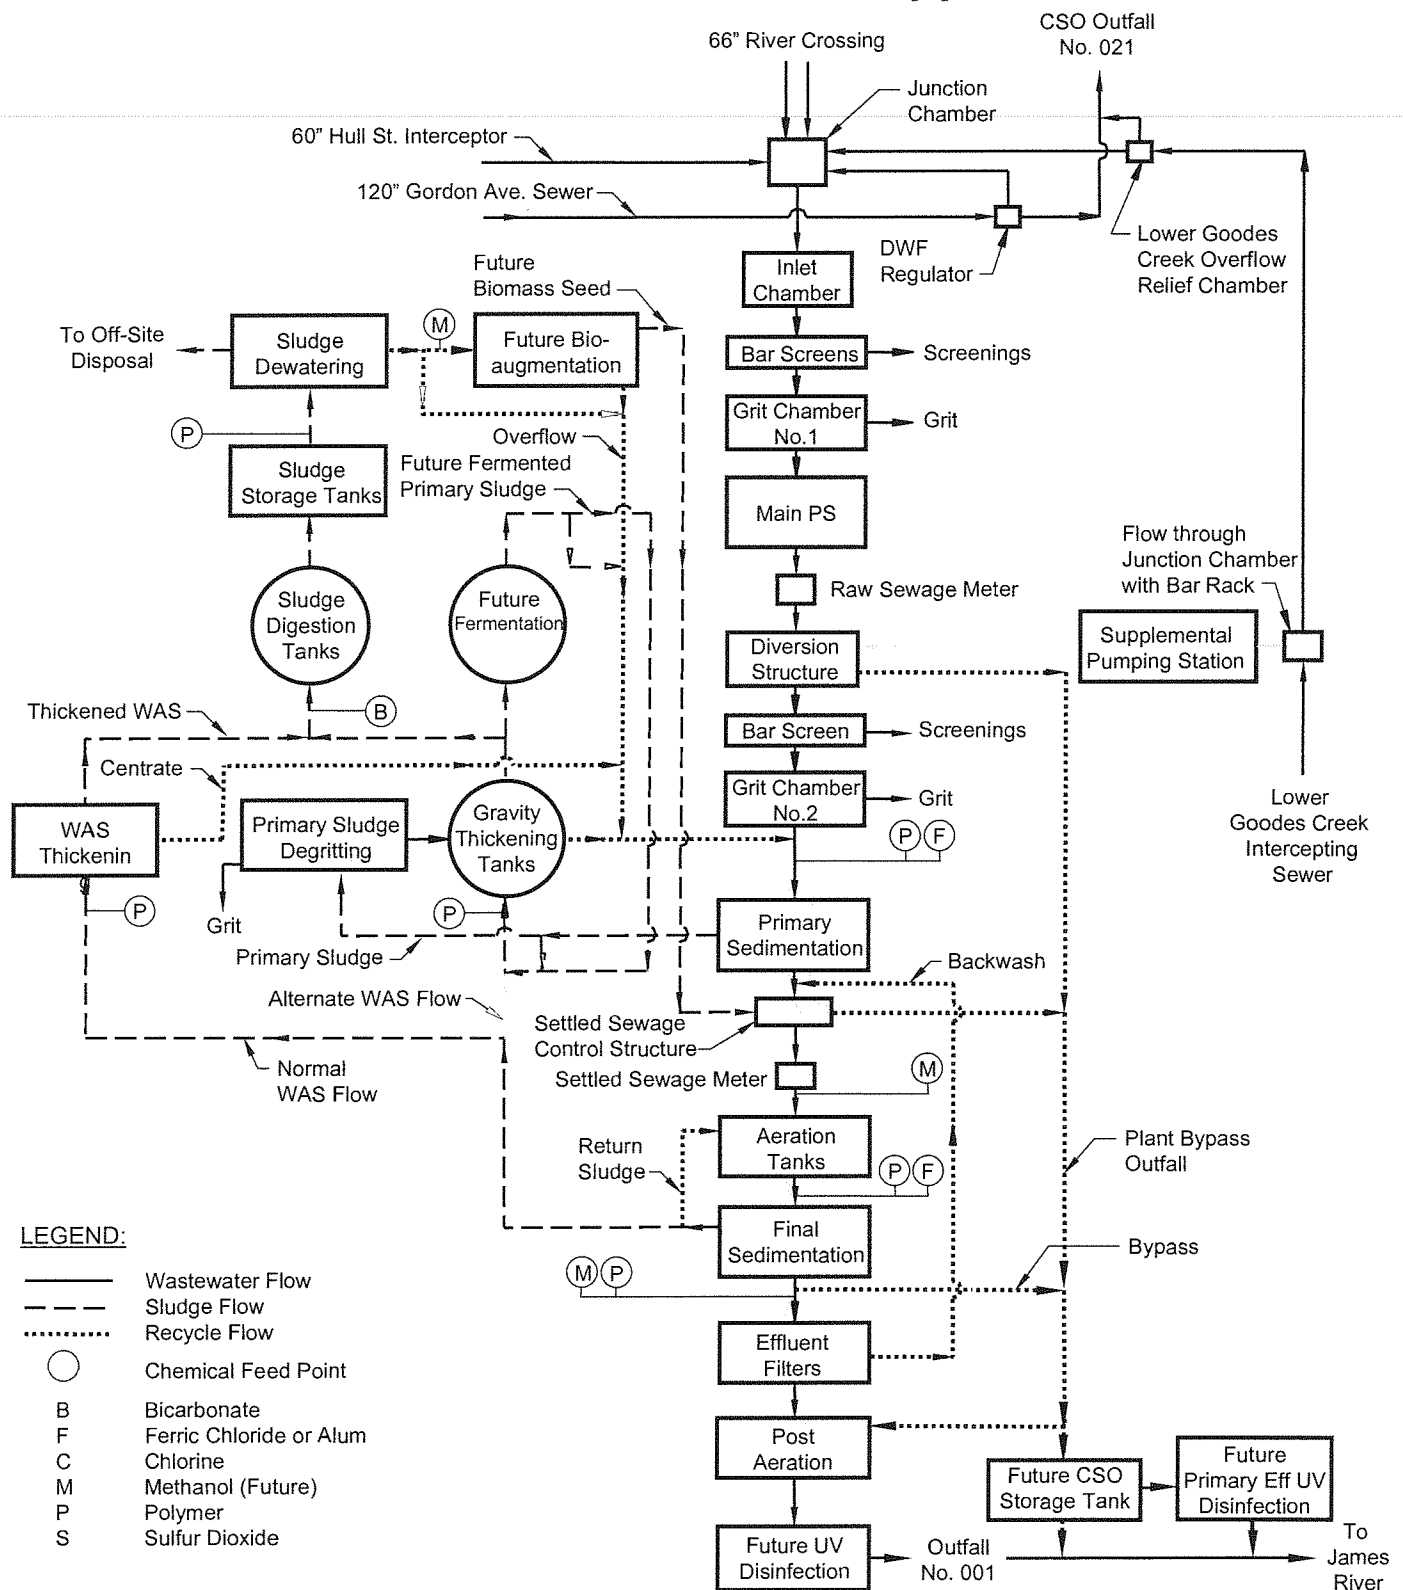 66” River Crossing
CSO Outfall
No. 021
Junction
Chamber
60” Hull St. Interceptor
120” Gordon Ave. Sewer
DWF
Regulator
Lower Goodes
Creek Overflow
Relief Chamber
Inlet
Chamber
Future
Biomass Seed
To Off-Site
Disposal
Sludge
Dewatering
M
Future Bio-
augmentation
Bar Screens
Screenings
Grit Chamber
No.1
Grit
P
Overflow
Future Fermented
Primary Sludge
Sludge
Storage Tanks
Main PS
Flow through
Junction Chamber
with Bar Rack
Sludge
Digestion
Tanks
Future
Fermentation
Raw Sewage Meter
Diversion
Structure
Supplemental
Pumping Station
Thickened WAS
B
Bar Screen
Screenings
Centrate
Grit Chamber
No.2
Grit
Lower
Goodes Creek
Intercepting
Sewer
WAS
Thickenin
g
Primary Sludge
Degritting
Gravity
Thickening
Tanks
P
F
P
Grit
P
Primary Sludge
Primary
Sedimentation
Backwash
Alternate WAS Flow
Settled Sewage
Control Structure
Normal
WAS Flow
Settled Sewage Meter
M
Return
Sludge
Aeration
Tanks
Plant Bypass
Outfall
P
F
Final
Sedimentation
Bypass
M
P
Effluent
Filters
Post
Aeration
Future CSO
Storage Tank
Future
Primary Eff UV
Disinfection
Future UV
Disinfection
Outfall
No. 001
To
James
River
LEGEND:
Wastewater Flow
Sludge Flow
Recycle Flow
Chemical Feed Point
B Bicarbonate
F Ferric Chloride or Alum
C Chlorine
M Methanol (Future)
P Polymer
S Sulfur Dioxide